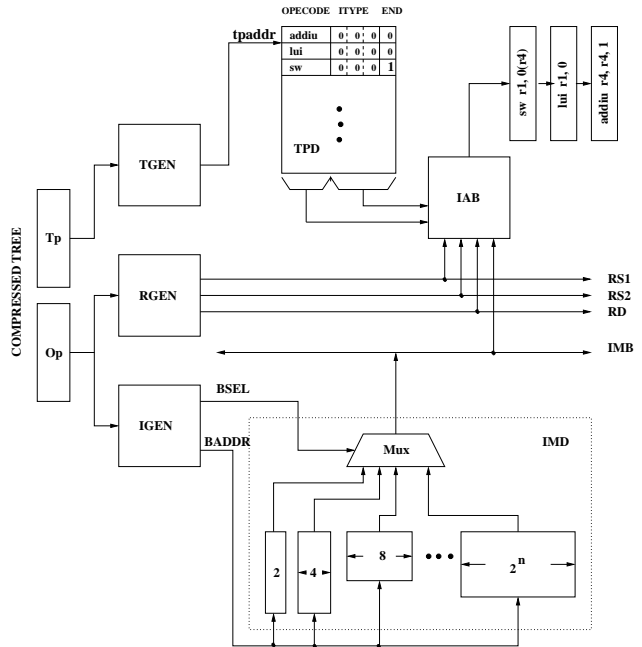 OPECODE ITYPE END
tpaddr
addiu 0 0 0 0
lui 0 0 0 0
sw 0 0 0 1
TPD
sw r1, 0(r4)
lui r1, 0
addiu r4, r4, 1
TGEN
IAB
COMPRESSED TREE
Tp
Op
RGEN
RS1
RS2
RD
IMB
IGEN
BSEL
BADDR
Mux
IMD
2
4
8
2^n